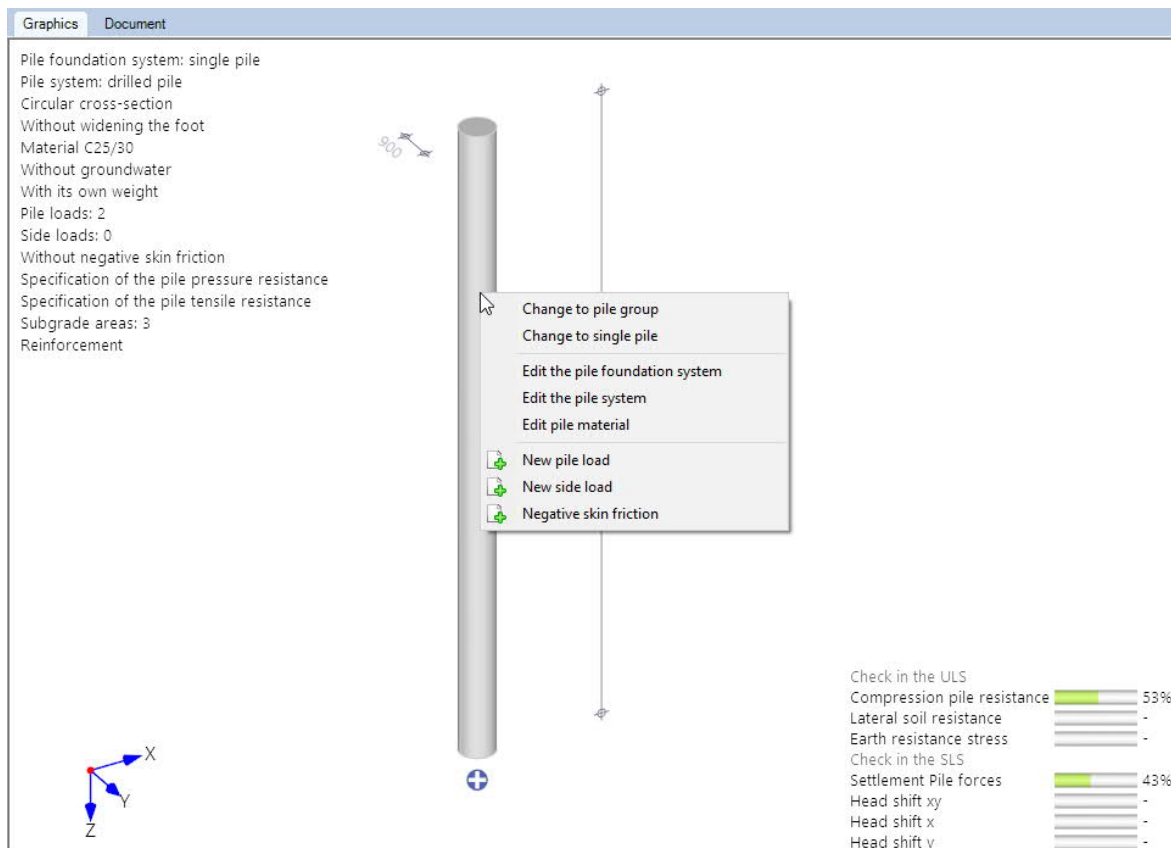 Graphics Document
Pile foundation system: single pile
Pile system: drilled pile
Circular cross-section
Without widening the foot
Material C25/30
Without groundwater
With its own weight
Pile loads: 2
Side loads: 0
Without negative skin friction
Specification of the pile pressure resistance
Specification of the pile tensile resistance
Subgrade areas: 3
Reinforcement
900
Change to pile group
Change to single pile
Edit the pile foundation system
Edit the pile system
Edit pile material
New pile load
New side load
Negative skin friction
X
Y
Z
Check in the ULS
Compression pile resistance 53%
Lateral soil resistance -
Earth resistance stress -
Check in the SLS
Settlement Pile forces 43%
Head shift xy -
Head shift x -
Head shift y -